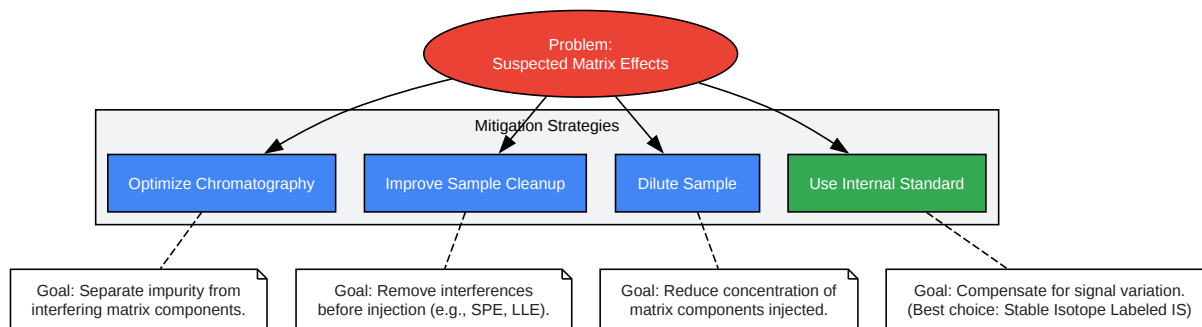 Problem:
Suspected Matrix Effects
Mitigation Strategies
Optimize Chromatography
Improve Sample Cleanup
Dilute Sample
Use Internal Standard
Goal: Separate impurity from
interfering matrix components.
Goal: Remove interferences
before injection (e.g., SPE, LLE).
Goal: Reduce concentration of
matrix components injected.
Goal: Compensate for signal variation.
(Best choice: Stable Isotope Labeled IS)